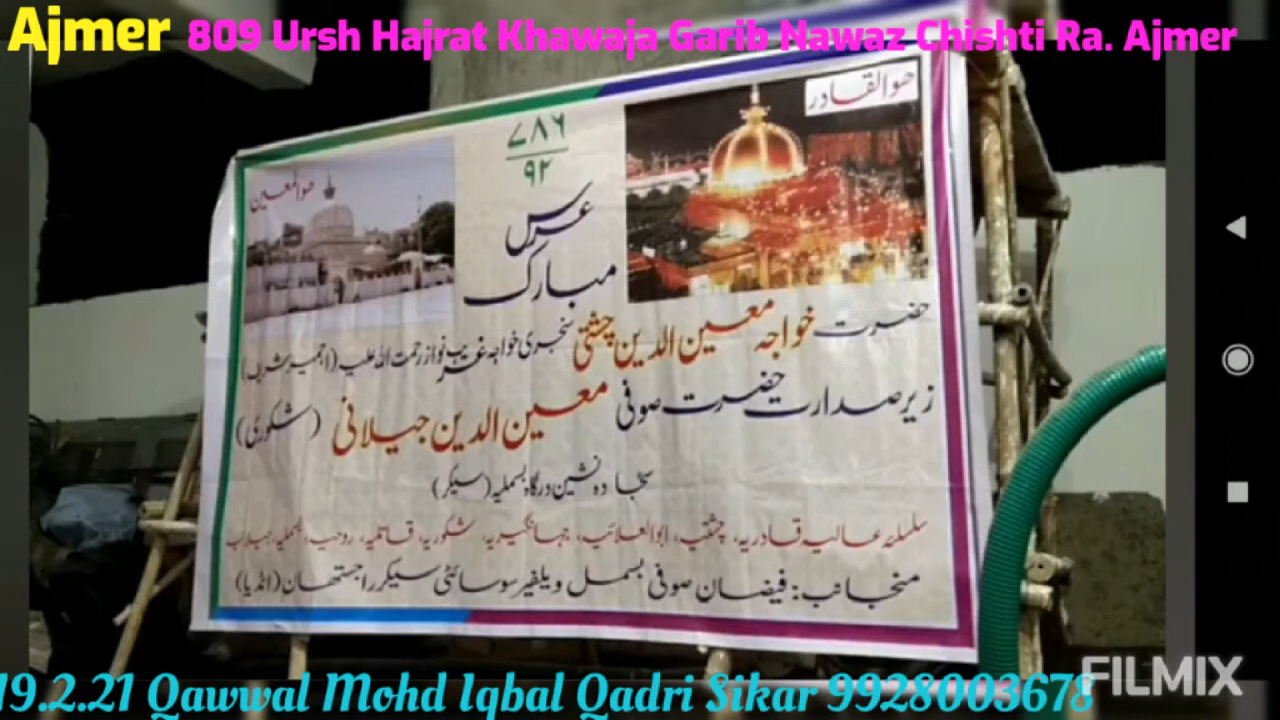 Ajmer 809 Ursh Hajrat Khawaja Garib Nawaz Chishti Ra. Ajmer
ھوالقادر
ھوالمعین
۷۸۶
۹۲
عرس
مبارک
حضرت خواجہ معین الدین چشتی سنجری خواجہ غریب نواز رحمت اللہ علیہ (اجمیر شریف)
زیر صدارت حضرت صوفی معین الدین جیلانی (شکوری)
سجادہ نشین درگاہ بسملیہ (سیکر)
سلسلہ عالیہ قادریہ، چشتیہ، ابوالعلائیہ، جہانگیریہ، شکوریہ، قاتلیہ، روحیہ، بسملیہ
منجانب: فیضان صوفی بسمل ویلفیر سوسائٹی سیکر راجستھان (انڈیا)
19.2.21 Qawwal Mohd Iqbal Qadri Sikar 9928003678
FILMIX